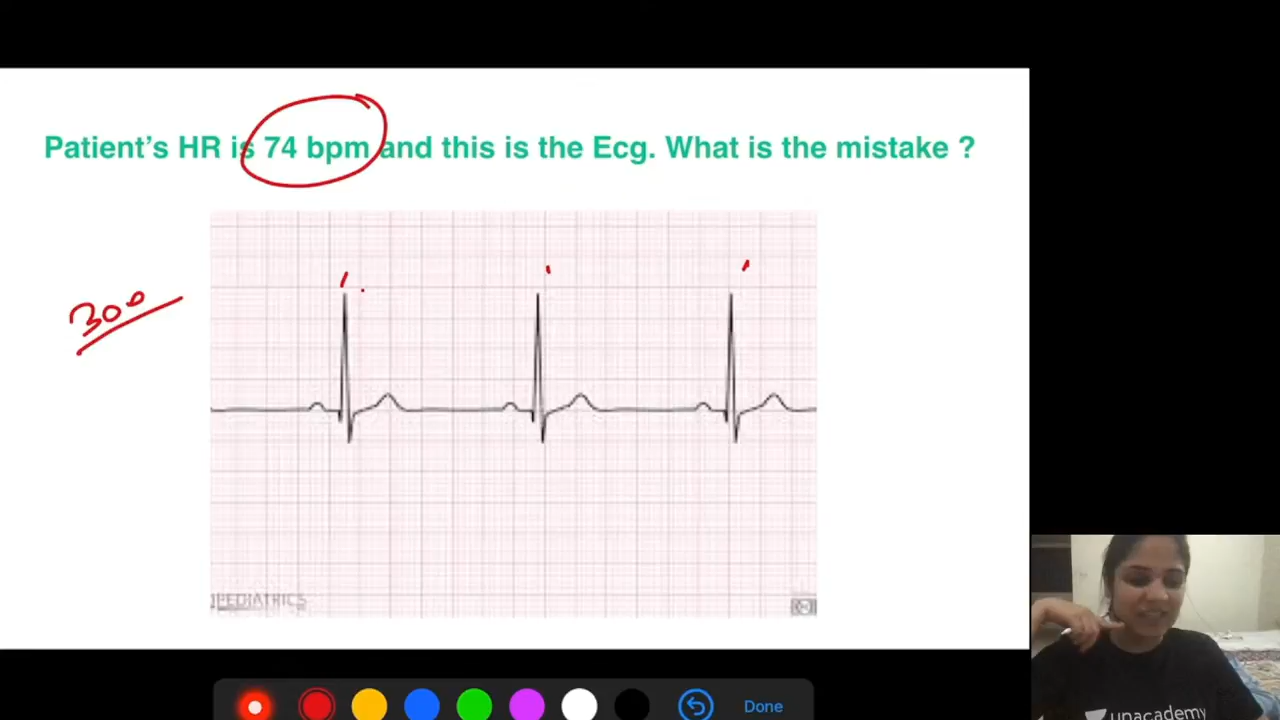 Patient's HR is 74 bpm and this is the Ecg. What is the mistake ?
300
PEDIATRICS
unacademy
Done